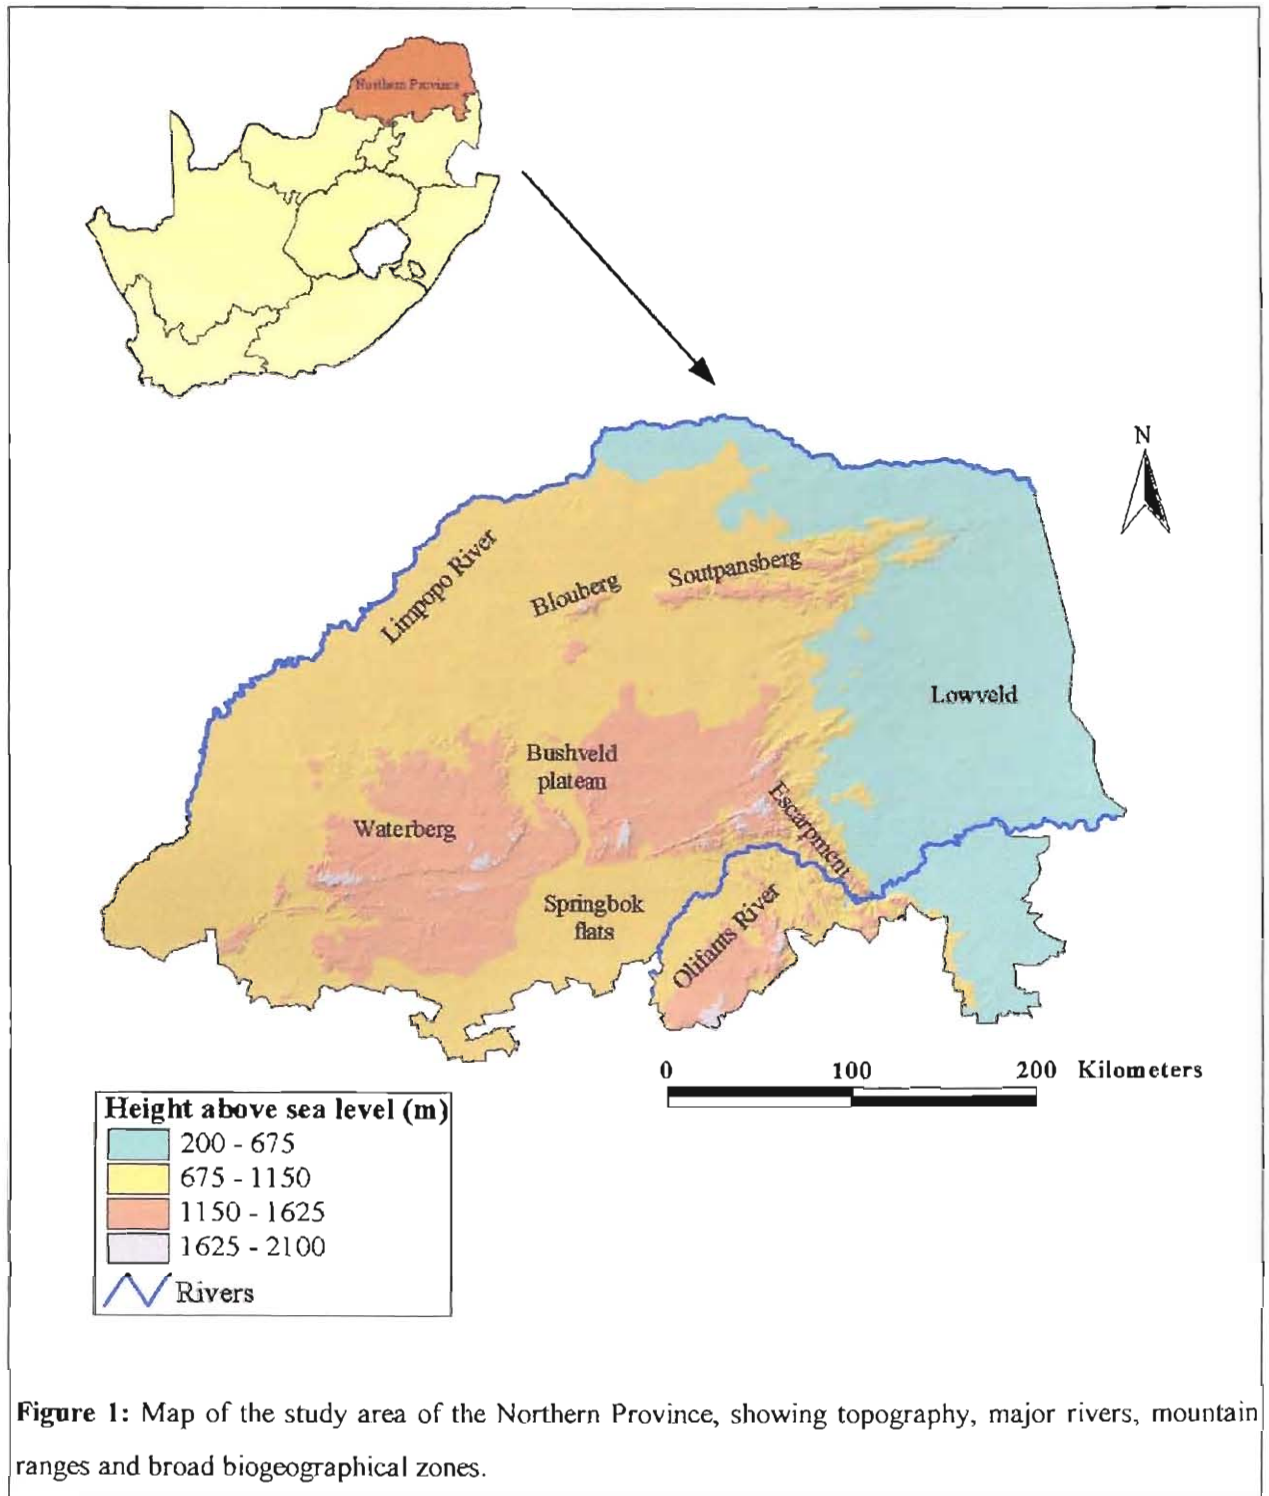 Northern Province
N
Limpopo River
Blouberg
Soutpansberg
Lowveld
Bushveld
plateau
Waterberg
Escarpment
Springbok
flats
Olifants River
0 100 200 Kilometers
Height above sea level (m)
200 - 675
675 - 1150
1150 - 1625
1625 - 2100
Rivers
Figure 1: Map of the study area of the Northern Province, showing topography, major rivers, mountain
ranges and broad biogeographical zones.